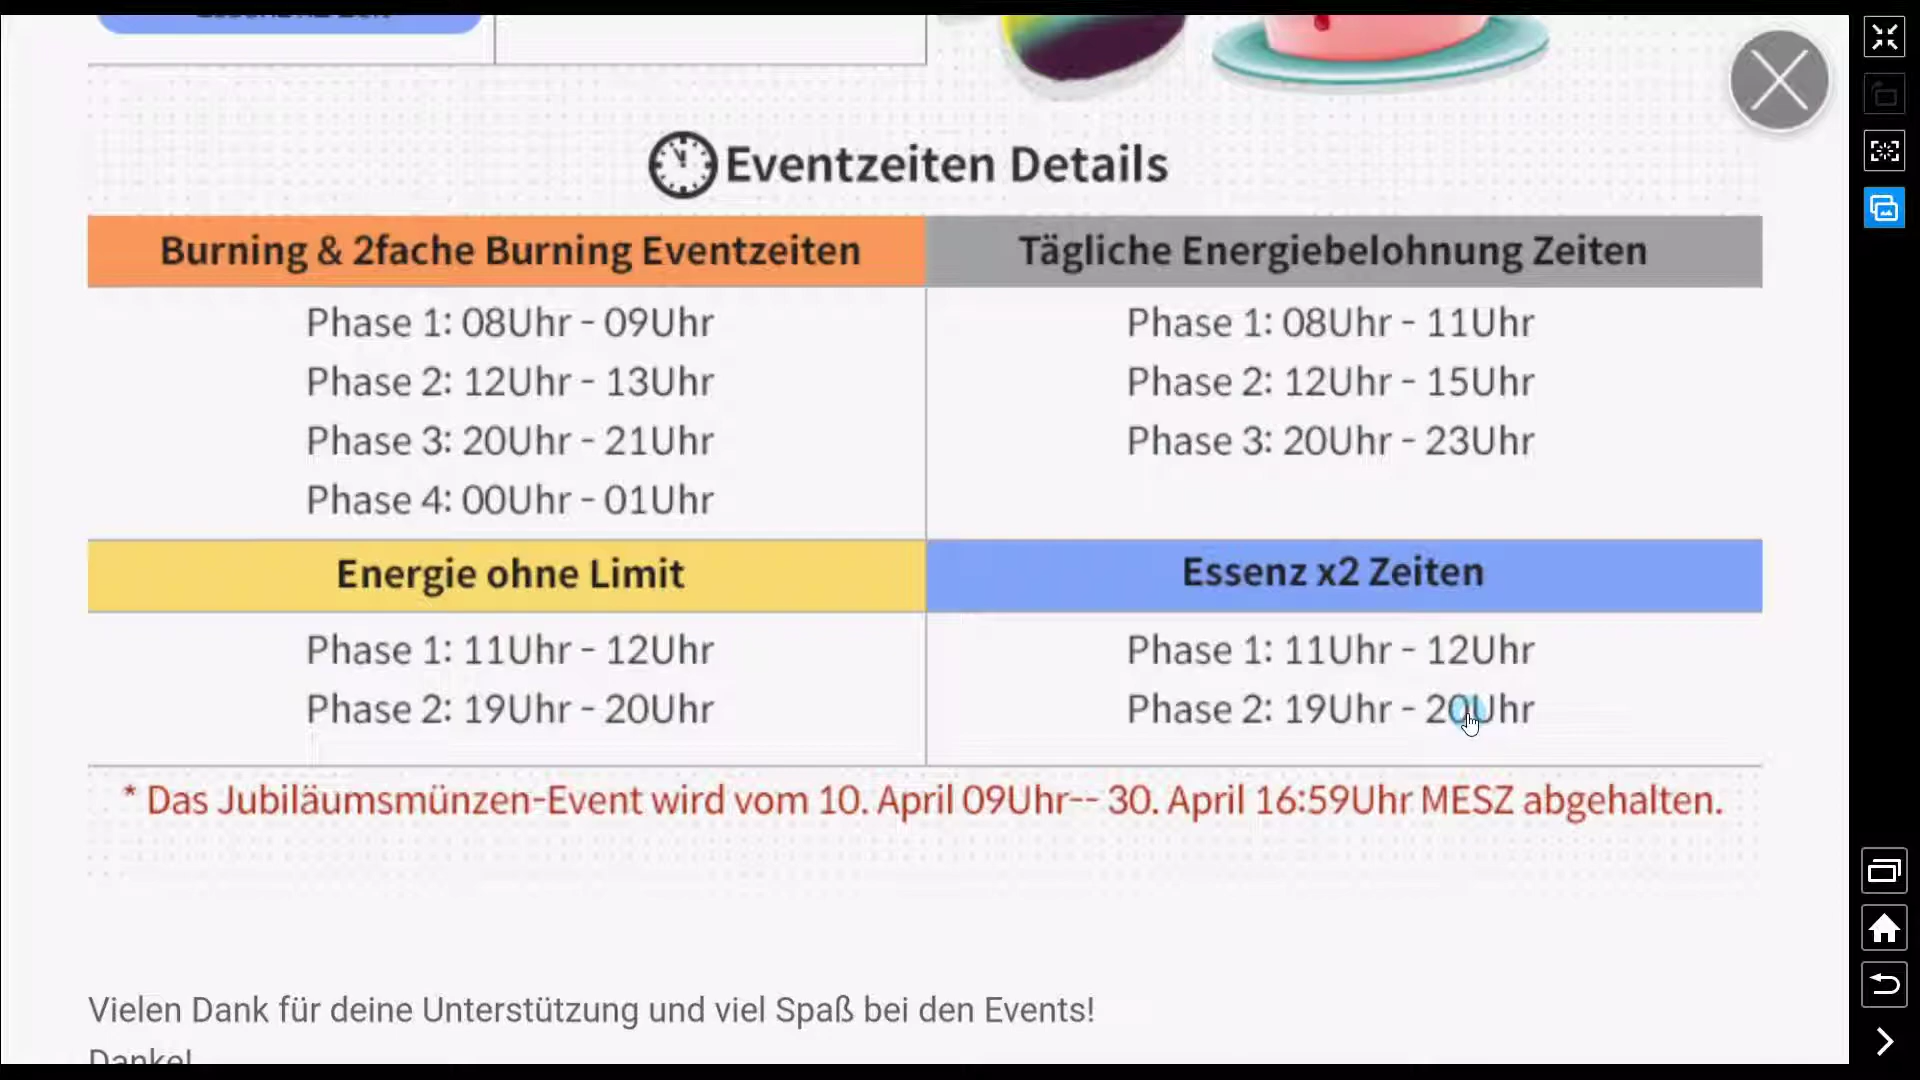 Eventzeiten Details
Burning & 2fache Burning Eventzeiten
Phase 1: 08Uhr - 09Uhr
Phase 2: 12Uhr - 13Uhr
Phase 3: 20Uhr - 21Uhr
Phase 4: 00Uhr - 01Uhr
Tägliche Energiebelohnung Zeiten
Phase 1: 08Uhr - 11Uhr
Phase 2: 12Uhr - 15Uhr
Phase 3: 20Uhr - 23Uhr
Energie ohne Limit
Phase 1: 11Uhr - 12Uhr
Phase 2: 19Uhr - 20Uhr
Essenz x2 Zeiten
Phase 1: 11Uhr - 12Uhr
Phase 2: 19Uhr - 20Uhr
* Das Jubiläumsmünzen-Event wird vom 10. April 09Uhr-- 30. April 16:59Uhr MESZ abgehalten.
Vielen Dank für deine Unterstützung und viel Spaß bei den Events!
Danke!